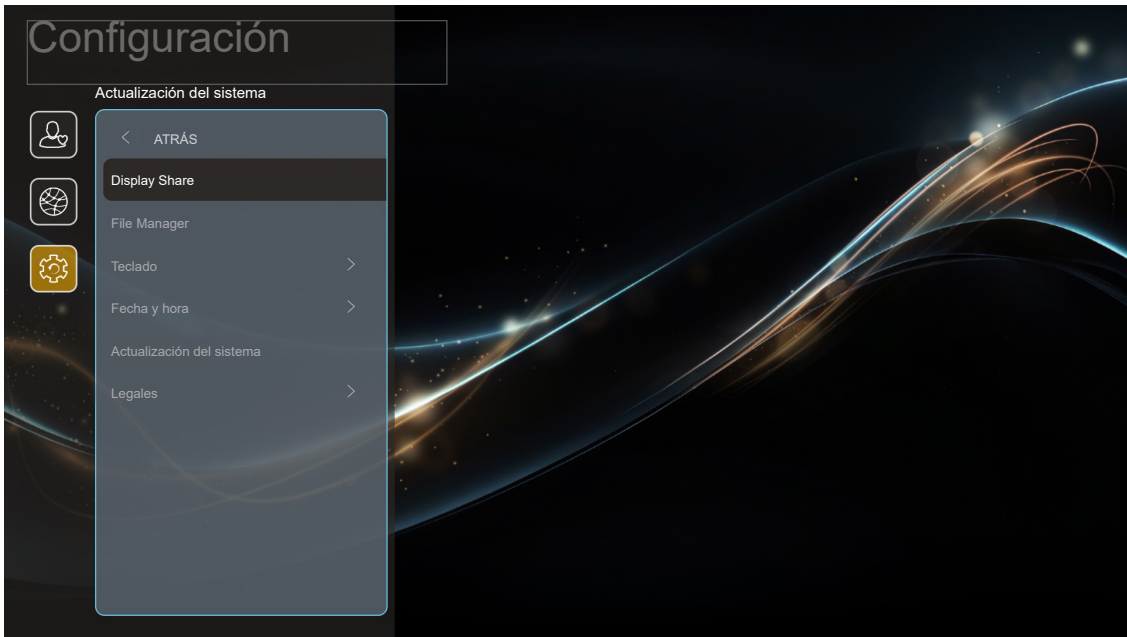 Configuración
Actualización del sistema
ATRÁS
Display Share
File Manager
Teclado
Fecha y hora
Actualización del sistema
Legales